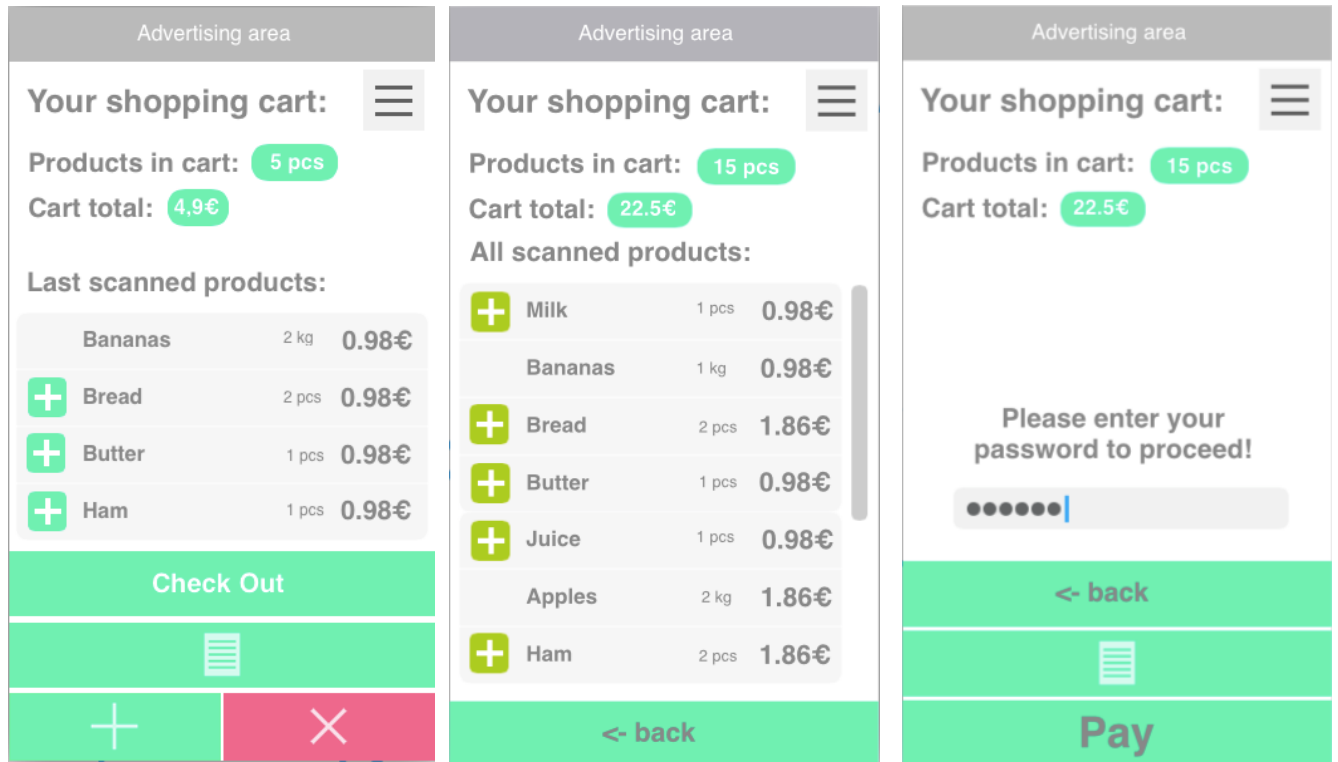 Advertising area
Your shopping cart:
Products in cart: 5 pcs
Cart total: 4,9€
Last scanned products:
Bananas 2 kg 0.98€
Bread 2 pcs 0.98€
Butter 1 pcs 0.98€
Ham 1 pcs 0.98€
Check Out
Advertising area
Your shopping cart:
Products in cart: 15 pcs
Cart total: 22.5€
All scanned products:
Milk 1 pcs 0.98€
Bananas 1 kg 0.98€
Bread 2 pcs 1.86€
Butter 1 pcs 0.98€
Juice 1 pcs 0.98€
Apples 2 kg 1.86€
Ham 2 pcs 1.86€
<- back
Advertising area
Your shopping cart:
Products in cart: 15 pcs
Cart total: 22.5€
Please enter your
password to proceed!
<- back
Pay